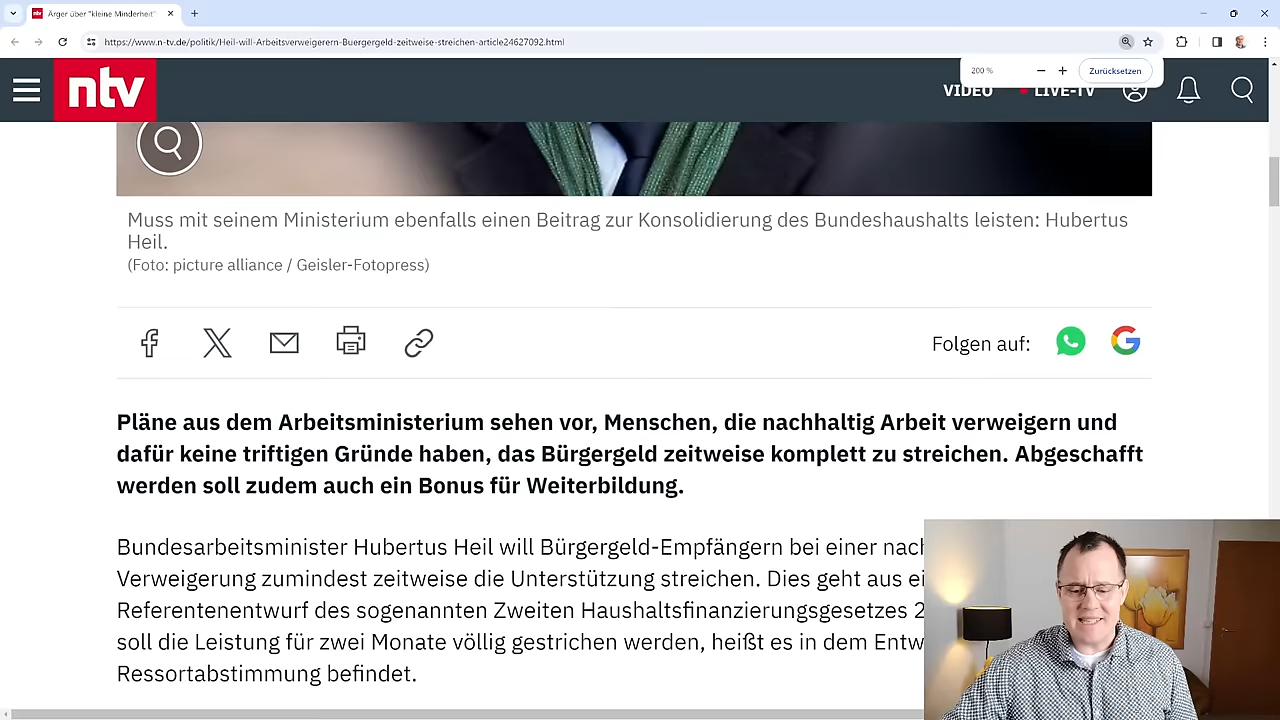 Ärger über "kleine Minderheit"
https://www.n-tv.de/politik/Heil-will-Arbeitsverweigerern-Buergergeld-zeitweise-streichen-article24627092.html
200 %
Zurücksetzen
ntv
VIDEO
LIVE-TV
Muss mit seinem Ministerium ebenfalls einen Beitrag zur Konsolidierung des Bundeshaushalts leisten: Hubertus
Heil.
(Foto: picture alliance / Geisler-Fotopress)
Folgen auf:
Pläne aus dem Arbeitsministerium sehen vor, Menschen, die nachhaltig Arbeit verweigern und
dafür keine triftigen Gründe haben, das Bürgergeld zeitweise komplett zu streichen. Abgeschafft
werden soll zudem auch ein Bonus für Weiterbildung.
Bundesarbeitsminister Hubertus Heil will Bürgergeld-Empfängern bei einer nach
Verweigerung zumindest zeitweise die Unterstützung streichen. Dies geht aus ei
Referentenentwurf des sogenannten Zweiten Haushaltsfinanzierungsgesetzes 2
soll die Leistung für zwei Monate völlig gestrichen werden, heißt es in dem Entw
Ressortabstimmung befindet.